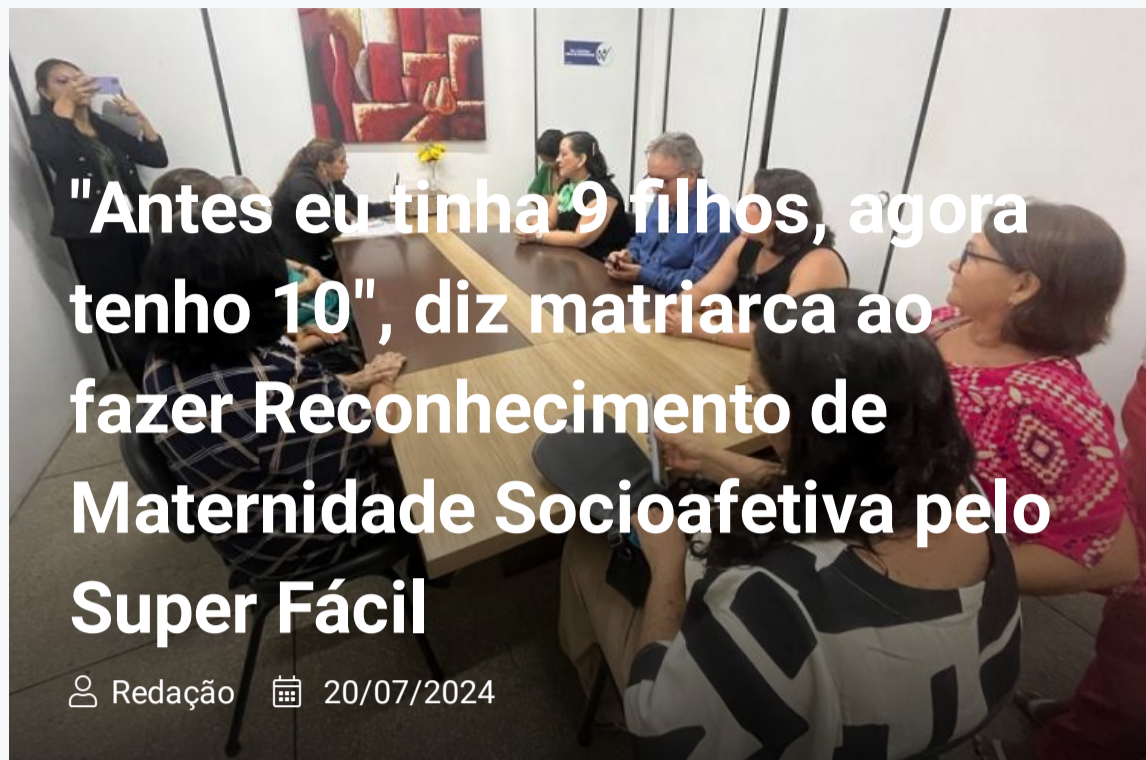 "Antes eu tinha 9 filhos, agora
tenho 10", diz matriarca ao
fazer Reconhecimento de
Maternidade Socioafetiva pelo
Super Fácil
Redação 20/07/2024